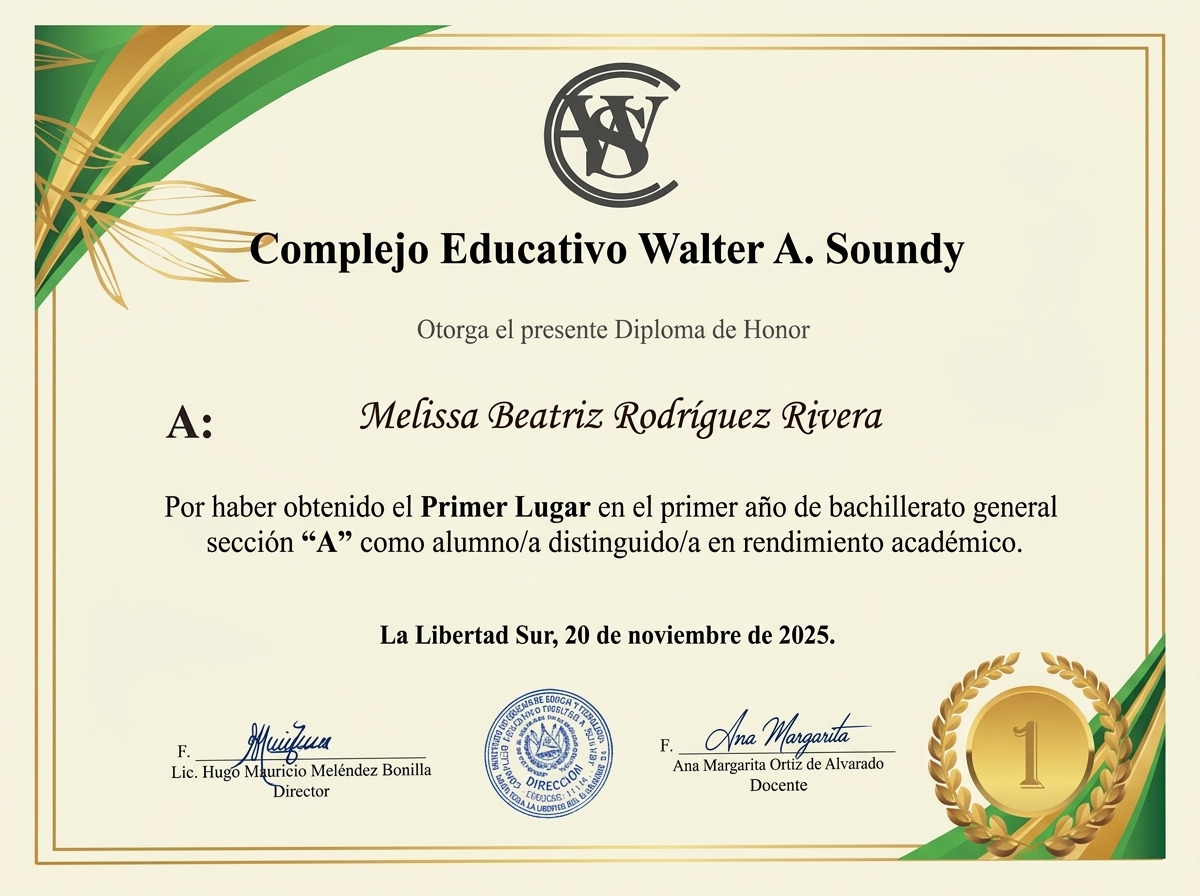 Complejo Educativo Walter A. Soundy
Otorga el presente Diploma de Honor
A: Melissa Beatriz Rodríguez Rivera
Por haber obtenido el Primer Lugar en el primer año de bachillerato general
sección “A” como alumno/a distinguido/a en rendimiento académico.
La Libertad Sur, 20 de noviembre de 2025.
F.
Lic. Hugo Mauricio Meléndez Bonilla
Director
DIRECCION
F. Ana Margarita
Ana Margarita Ortiz de Alvarado
Docente
1